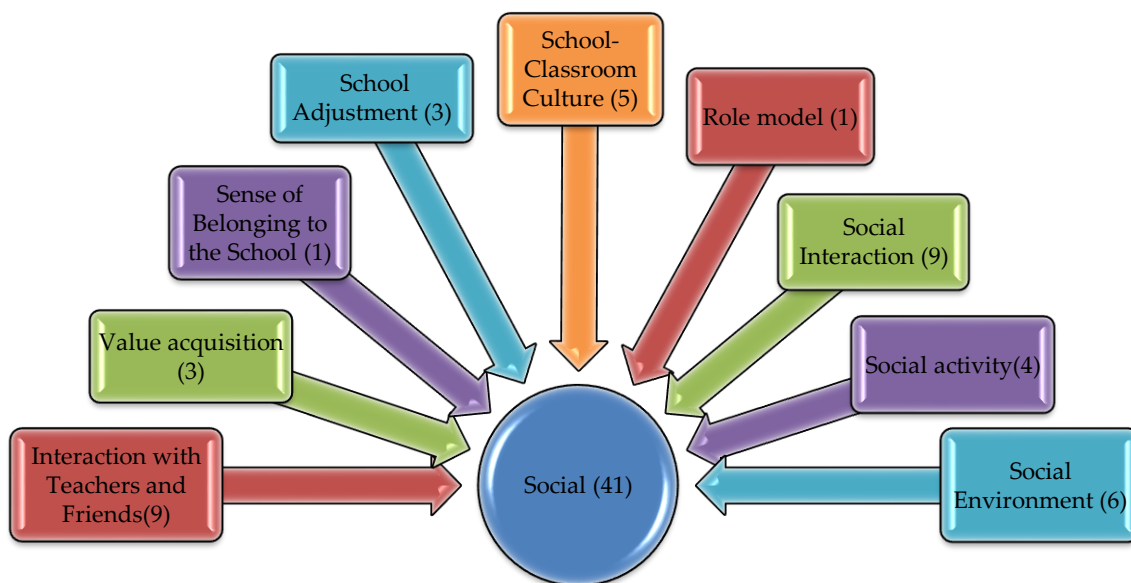 School-
Classroom
Culture (5)
School
Adjustment (3)
Role model (1)
Sense of
Belonging to
the School (1)
Social
Interaction (9)
Value acquisition
(3)
Social activity(4)
Interaction with
Teachers and
Friends(9)
Social (41)
Social
Environment (6)